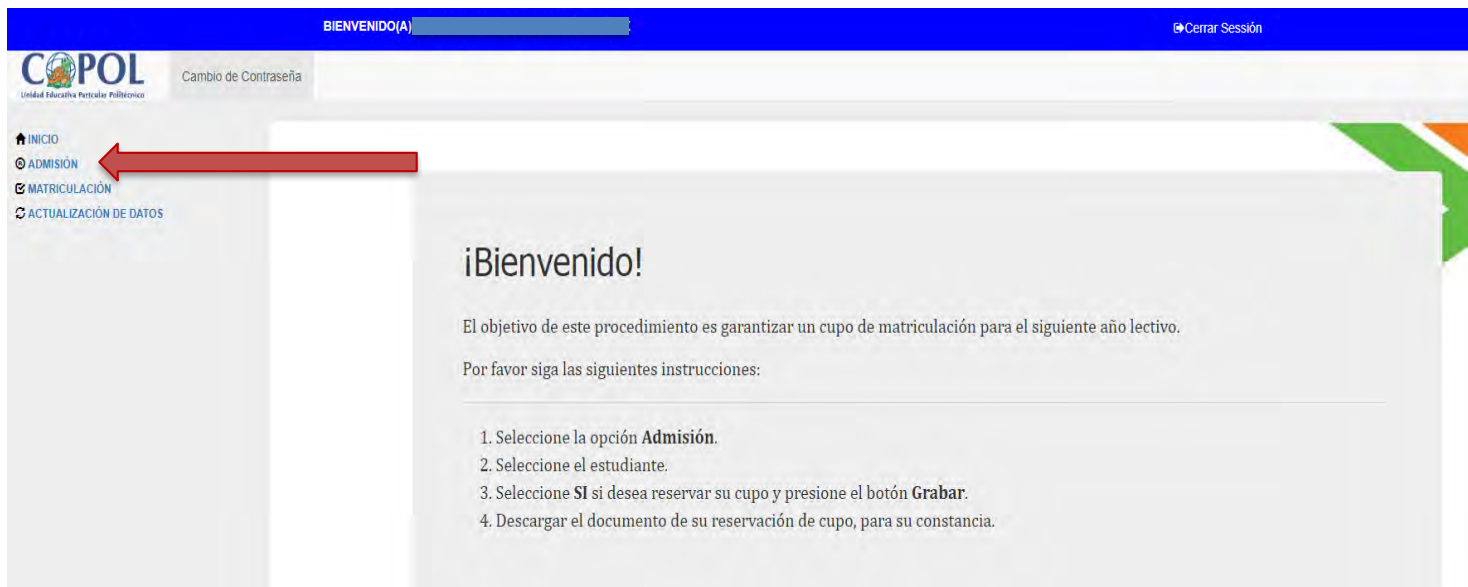 BIENVENIDO(A)
Cerrar Sessión
COPOL
Unidad Educativa Particular Politécnico
Cambio de Contraseña
INICIO
ADMISIÓN
MATRICULACIÓN
ACTUALIZACIÓN DE DATOS
¡Bienvenido!
El objetivo de este procedimiento es garantizar un cupo de matriculación para el siguiente año lectivo.
Por favor siga las siguientes instrucciones:
1. Seleccione la opción Admisión.
2. Seleccione el estudiante.
3. Seleccione SI si desea reservar su cupo y presione el botón Grabar.
4. Descargar el documento de su reservación de cupo, para su constancia.